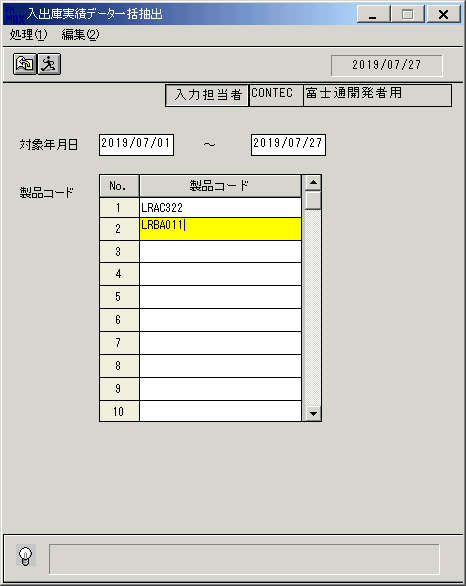 入出庫実績データ一括抽出
処理(1) 編集(2)
2019/07/27
入力担当者 CONTEC 富士通開発者用
対象年月日 2019/07/01 ～ 2019/07/27
製品コード
No. 製品コード
1 LRAC322
2 LRBA011
3
4
5
6
7
8
9
10